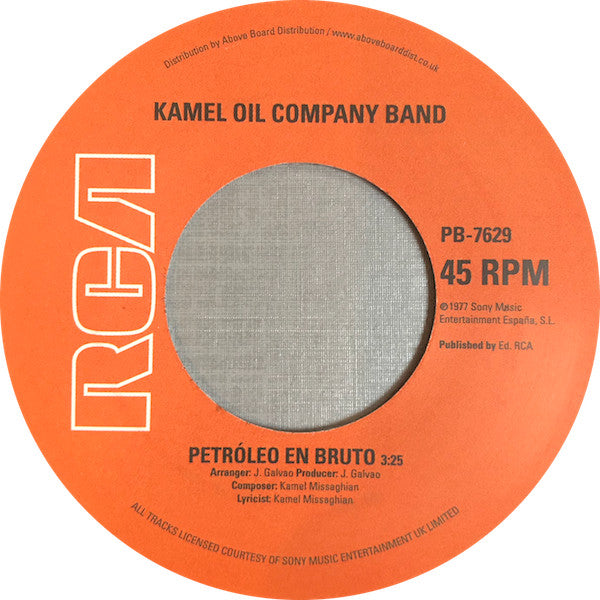 Distribution by Above Board Distribution / www.aboveboarddist.co.uk
KAMEL OIL COMPANY BAND
RCA
PB-7629
45 RPM
℗1977 Sony Music
Entertainment España, S.L.
Published by Ed. RCA
PETRÓLEO EN BRUTO 3:25
Arranger: J. Galvao Producer: J. Galvao
Composer: Kamel Missaghian
Lyricist: Kamel Missaghian
ALL TRACKS LICENSED COURTESY OF SONY MUSIC ENTERTAINMENT UK LIMITED